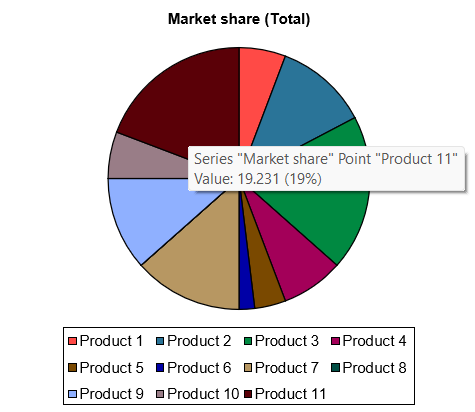 Market share (Total)
Series "Market share" Point "Product 11"
Value: 19.231 (19%)
Product 1 Product 2 Product 3 Product 4
Product 5 Product 6 Product 7 Product 8
Product 9 Product 10 Product 11